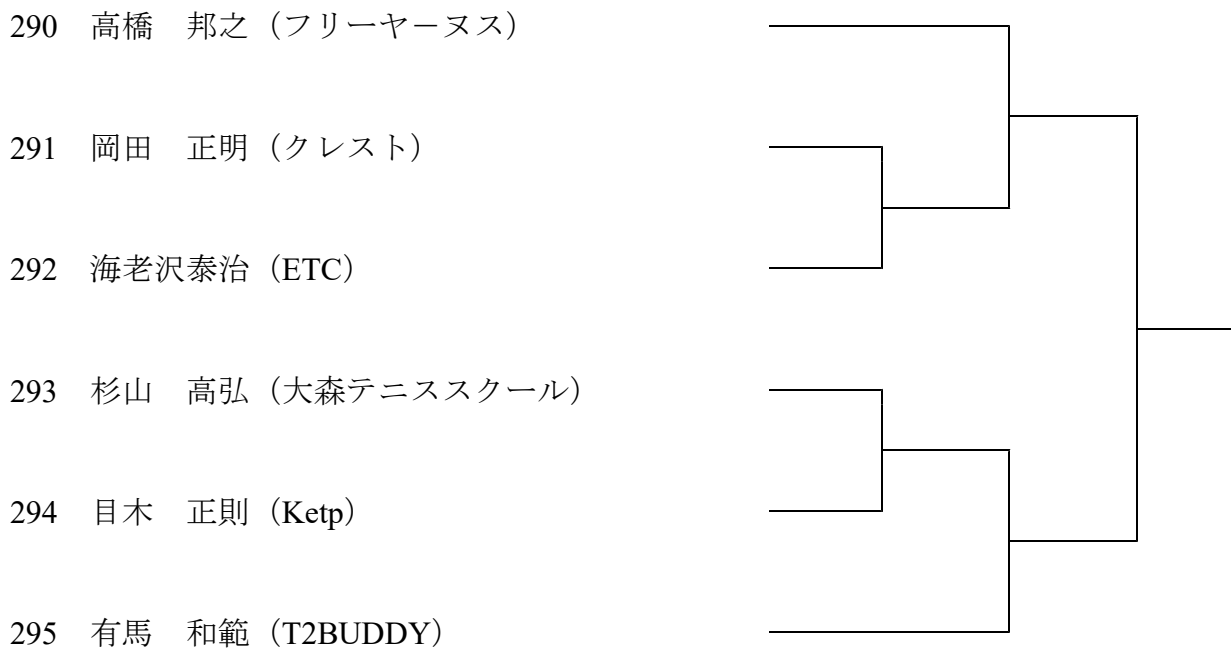 290 高橋　邦之（フリーヤーヌス）
291 岡田　正明（クレスト）
292 海老沢泰治（ETC）
293 杉山　高弘（大森テニススクール）
294 目木　正則（Ketp）
295 有馬　和範（T2BUDDY）